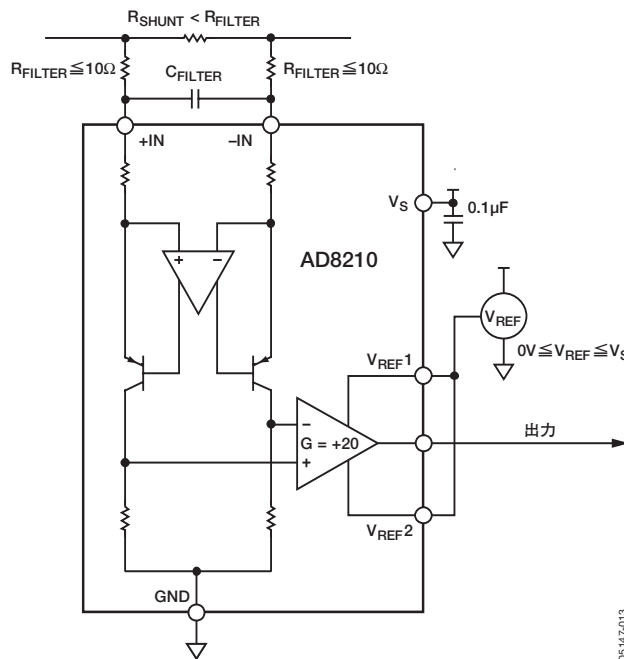 RSHUNT < RFILTER
RFILTER≦10Ω
CFILTER
RFILTER≦10Ω
+IN
−IN
VS
0.1µF
AD8210
VREF
0V≦VREF≦VS
VREF1
G = +20
出力
VREF2
GND
05147-013